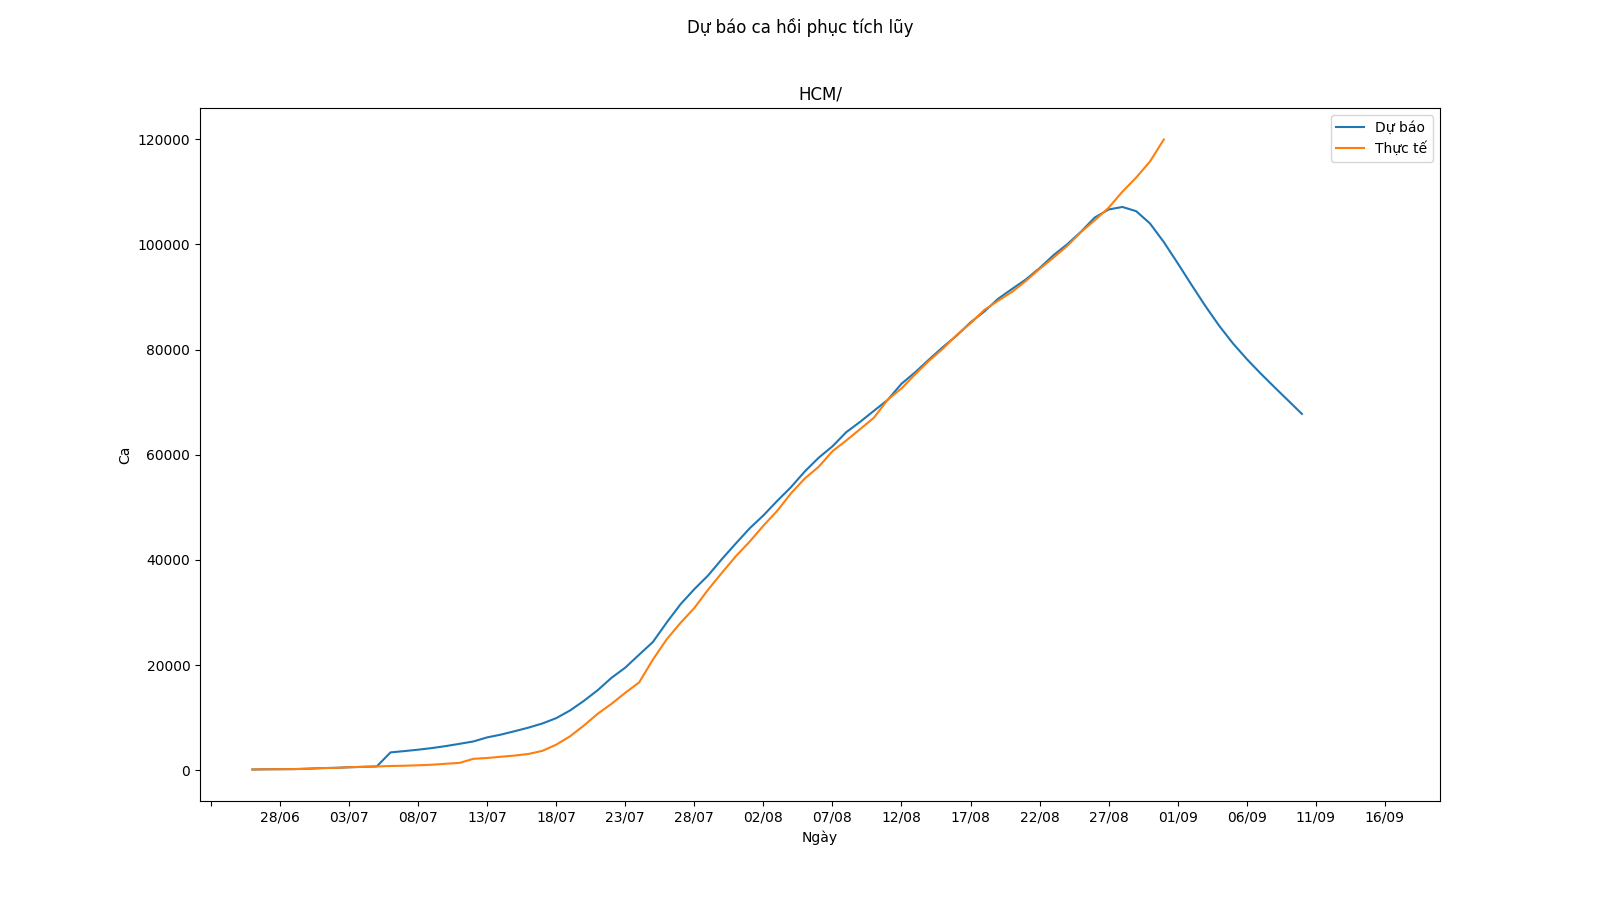 Dự báo ca hồi phục tích lũy
HCM/
Dự báo
Thực tế
120000
100000
80000
60000
40000
20000
0
Ca
28/06 03/07 08/07 13/07 18/07 23/07 28/07 02/08 07/08 12/08 17/08 22/08 27/08 01/09 06/09 11/09 16/09
Ngày